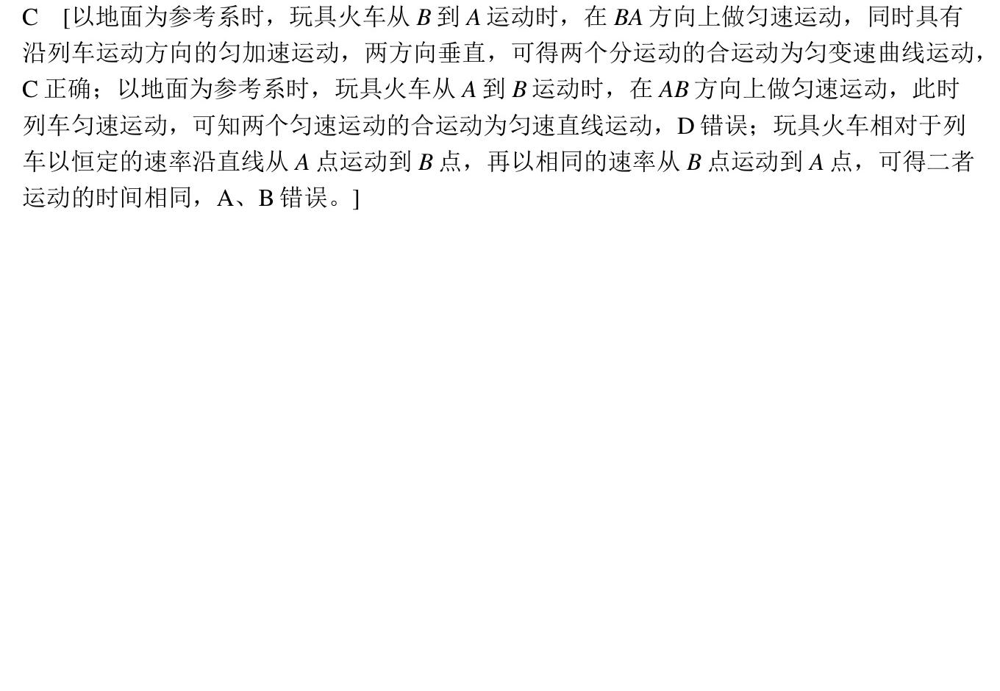 C　[以地面为参考系时，玩具火车从 B 到 A 运动时，在 BA 方向上做匀速运动，同时具有
沿列车运动方向的匀加速运动，两方向垂直，可得两个分运动的合运动为匀变速曲线运动，
C 正确；以地面为参考系时，玩具火车从 A 到 B 运动时，在 AB 方向上做匀速运动，此时
列车匀速运动，可知两个匀速运动的合运动为匀速直线运动，D 错误；玩具火车相对于列
车以恒定的速率沿直线从 A 点运动到 B 点，再以相同的速率从 B 点运动到 A 点，可得二者
运动的时间相同，A、B 错误。]